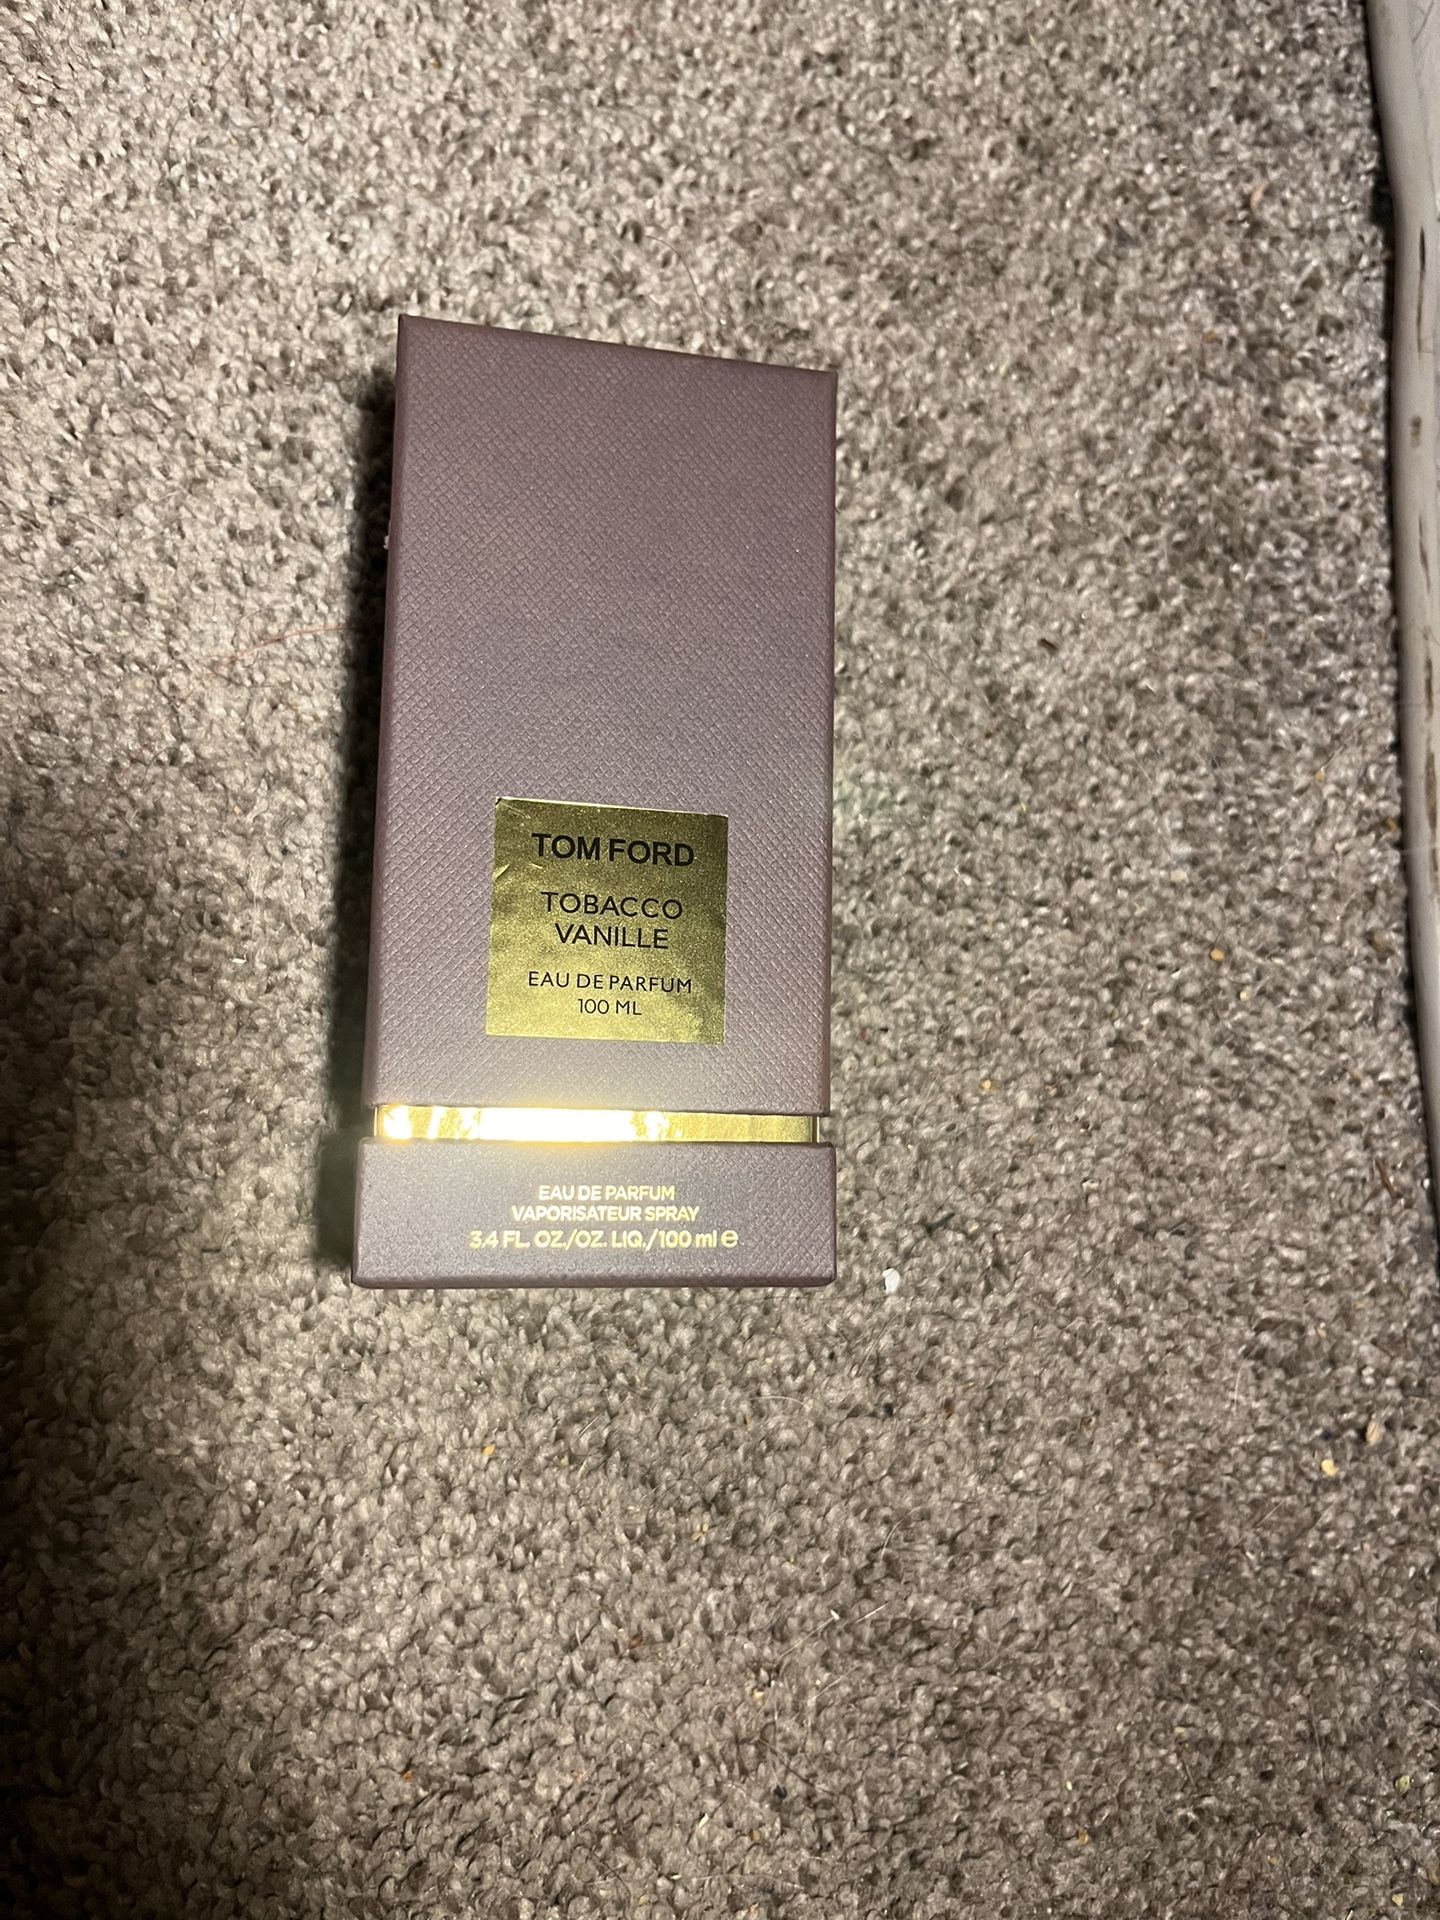 TOM FORD
TOBACCO
VANILLE
EAU DE PARFUM
100 ML
EAU DE PARFUM
VAPORISATEUR SPRAY
3.4 FL. OZ./OZ. LIQ./100 ml ℮